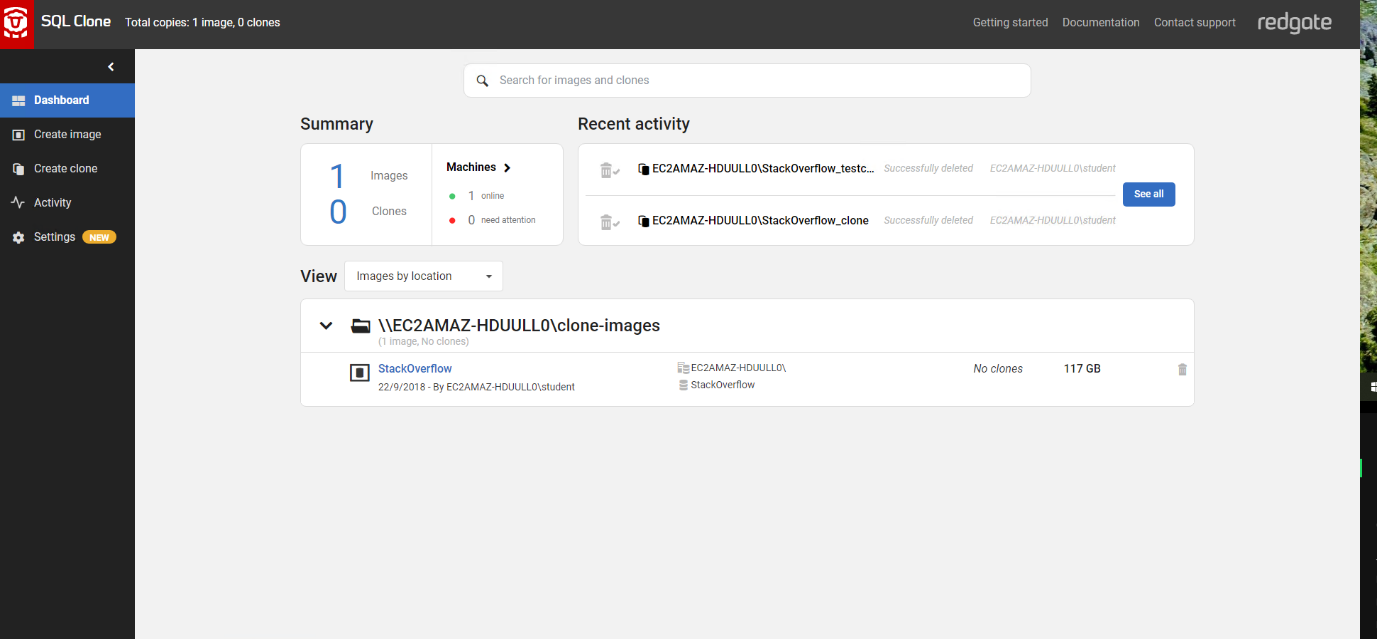 SQL Clone Total copies: 1 image, 0 clones Getting started Documentation Contact support redgate
Dashboard
Create image
Create clone
Activity
Settings NEW
Search for images and clones
Summary
1 Images
0 Clones
Machines
1 online
0 need attention
Recent activity
EC2AMAZ-HDUULL0\StackOverflow_testc... Successfully deleted EC2AMAZ-HDUULL0\student
EC2AMAZ-HDUULL0\StackOverflow_clone Successfully deleted EC2AMAZ-HDUULL0\student
See all
View Images by location
\\EC2AMAZ-HDUULL0\clone-images
(1 image, No clones)
StackOverflow
22/9/2018 - By EC2AMAZ-HDUULL0\student
EC2AMAZ-HDUULL0\
StackOverflow
No clones 117 GB